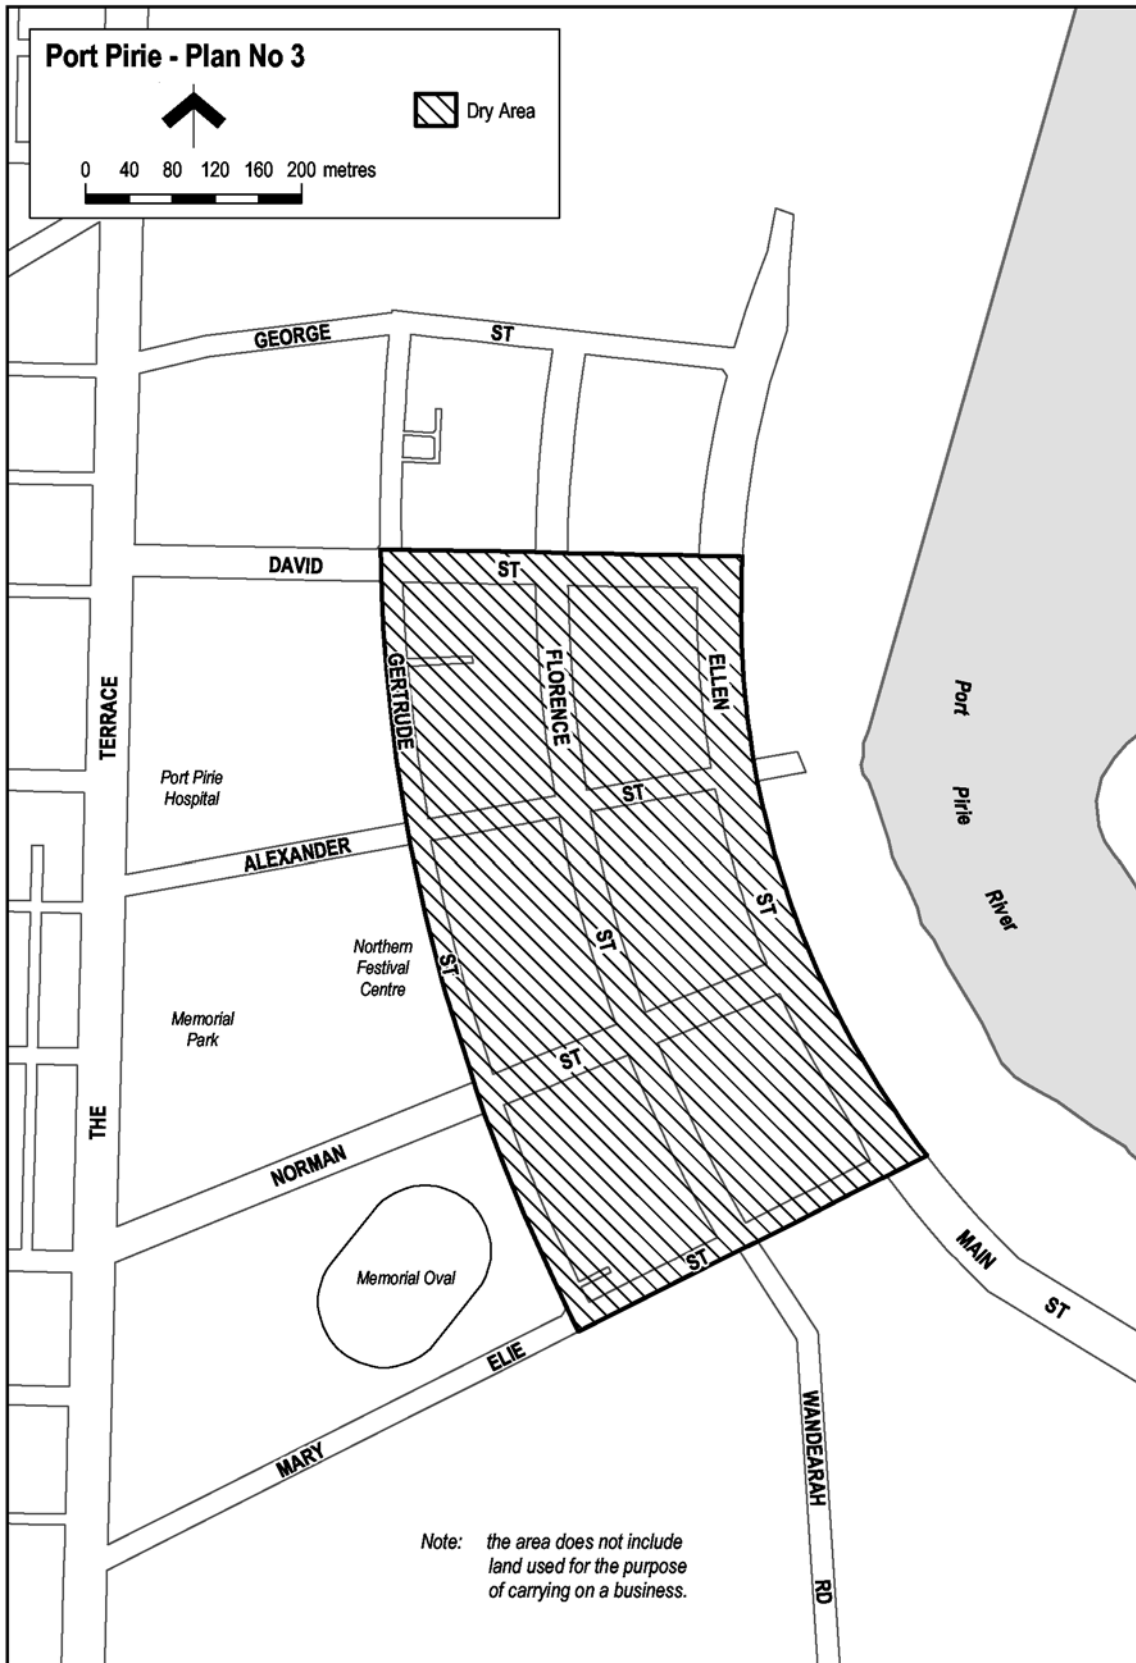 Port Pirie - Plan No 3
Dry Area
0 40 80 120 160 200 metres
GEORGE ST
DAVID ST
GERTRUDE ST
FLORENCE ST
ELLEN ST
THE TERRACE
Port Pirie
Hospital
ALEXANDER ST
Northern
Festival
Centre
Memorial
Park
NORMAN ST
Memorial Oval
MARY ELIE ST
MAIN ST
WANDEARAH RD
Port
Pirie
River
Note: the area does not include
land used for the purpose
of carrying on a business.